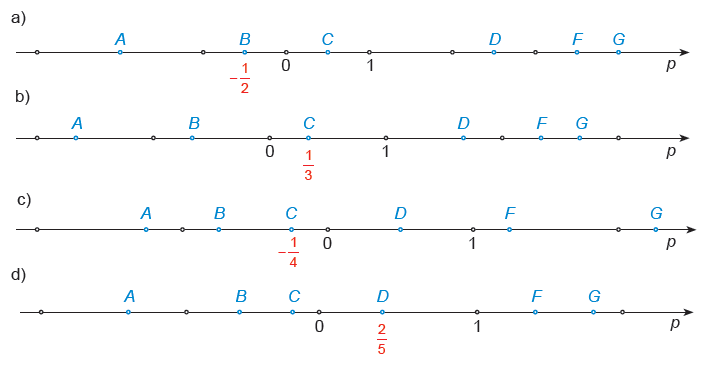 a)
A B C D F G
-1/2 0 1 p
b)
A B C D F G
0 1/3 1 p
c)
A B C D F G
-1/4 0 1 p
d)
A B C D F G
0 2/5 1 p